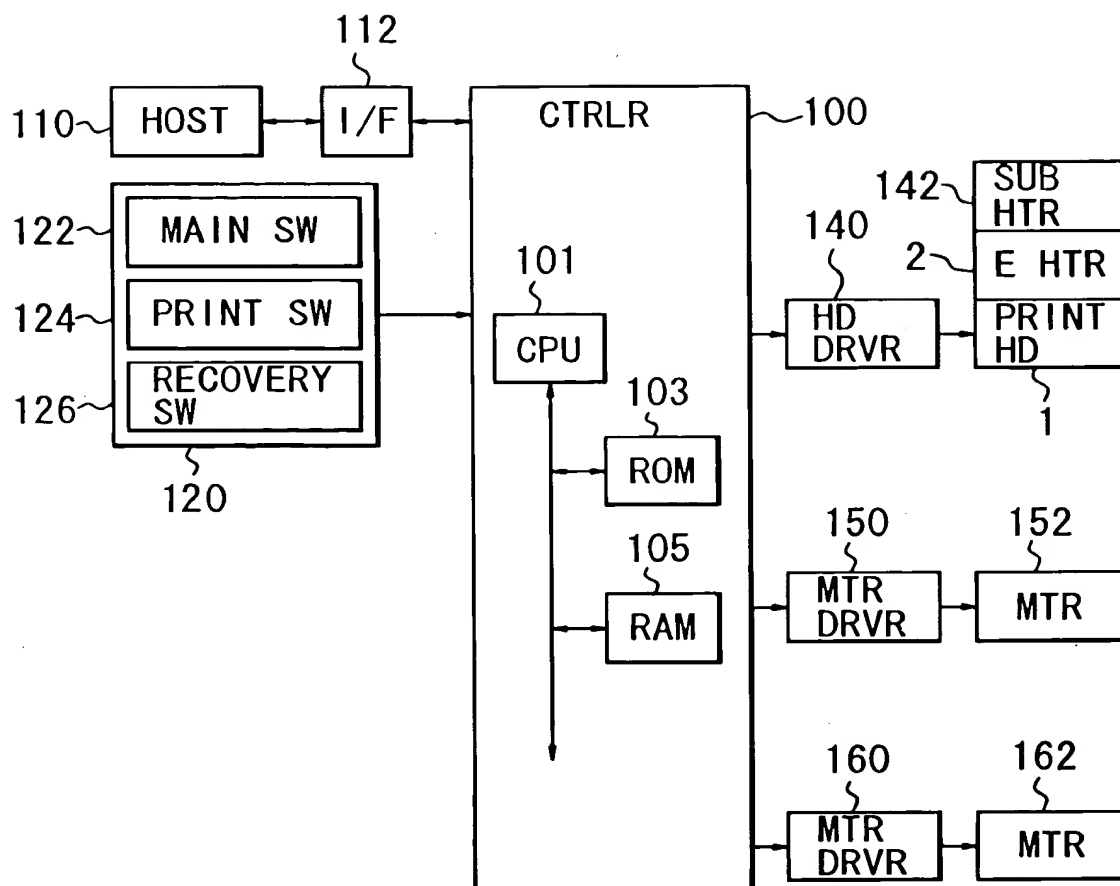 112
110
HOST
I/F
CTRLR
100
122
MAIN SW
124
PRINT SW
126
RECOVERY
SW
120
101
CPU
103
ROM
105
RAM
140
HD
DRVR
142
SUB
HTR
2
E HTR
PRINT
HD
1
150
MTR
DRVR
152
MTR
160
MTR
DRVR
162
MTR